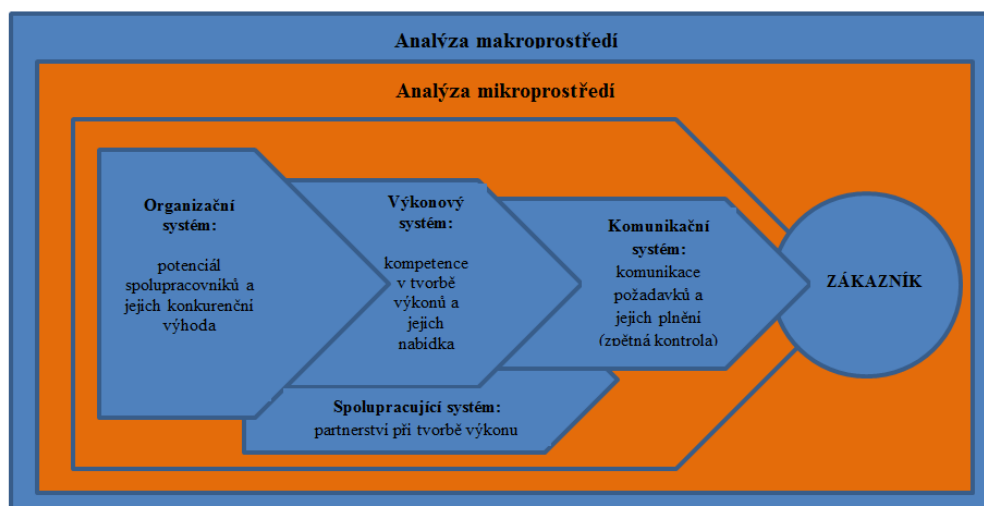 Analýza makroprostředí
Analýza mikroprostředí
Organizační
systém:
potenciál
spolupracovníků a
jejich konkurenční
výhoda
Výkonový
systém:
kompetence
v tvorbě
výkonů a
jejich
nabídka
Komunikační
systém:
komunikace
požadavků a
jejich plnění
(zpětná kontrola)
ZÁKAZNÍK
Spolupracující systém:
partnerství při tvorbě výkonu